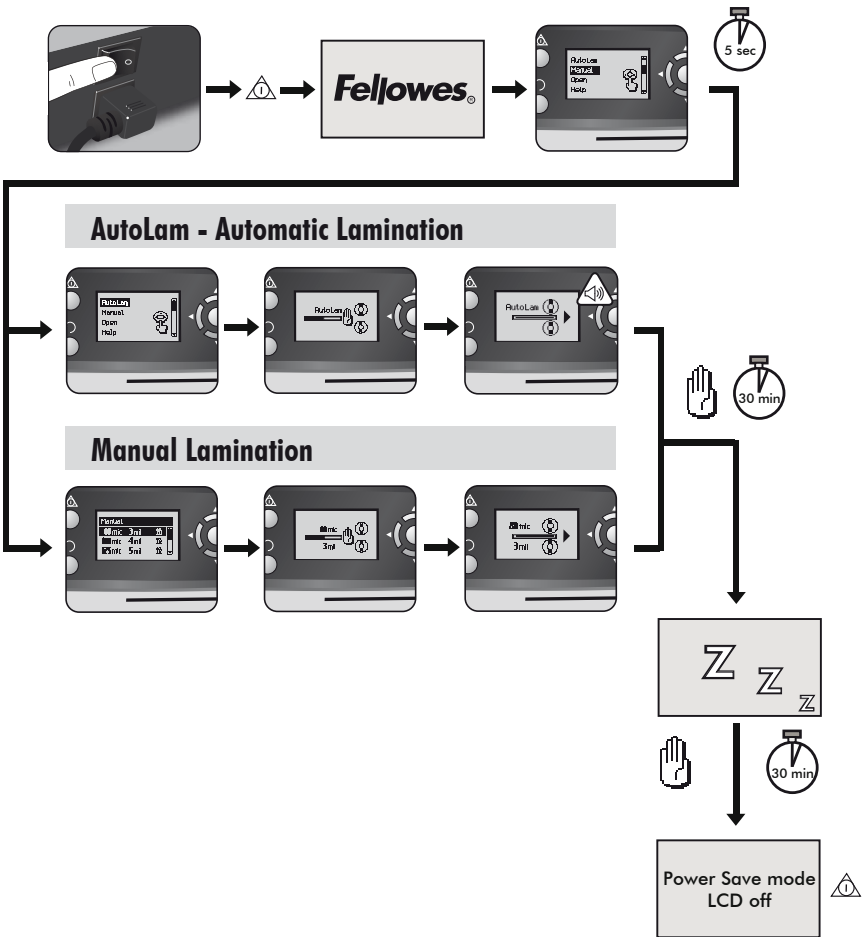 Fellowes®
AutoLam
Manual
Open
Help
5 sec
AutoLam - Automatic Lamination
AutoLam
Manual
Open
Help
AutoLam
AutoLam
30 min
Manual Lamination
Manual
mic 3mil
mic 4mil
mic 5mil
mic
3mil
mic
3mil
Z Z Z
30 min
Power Save mode
LCD off